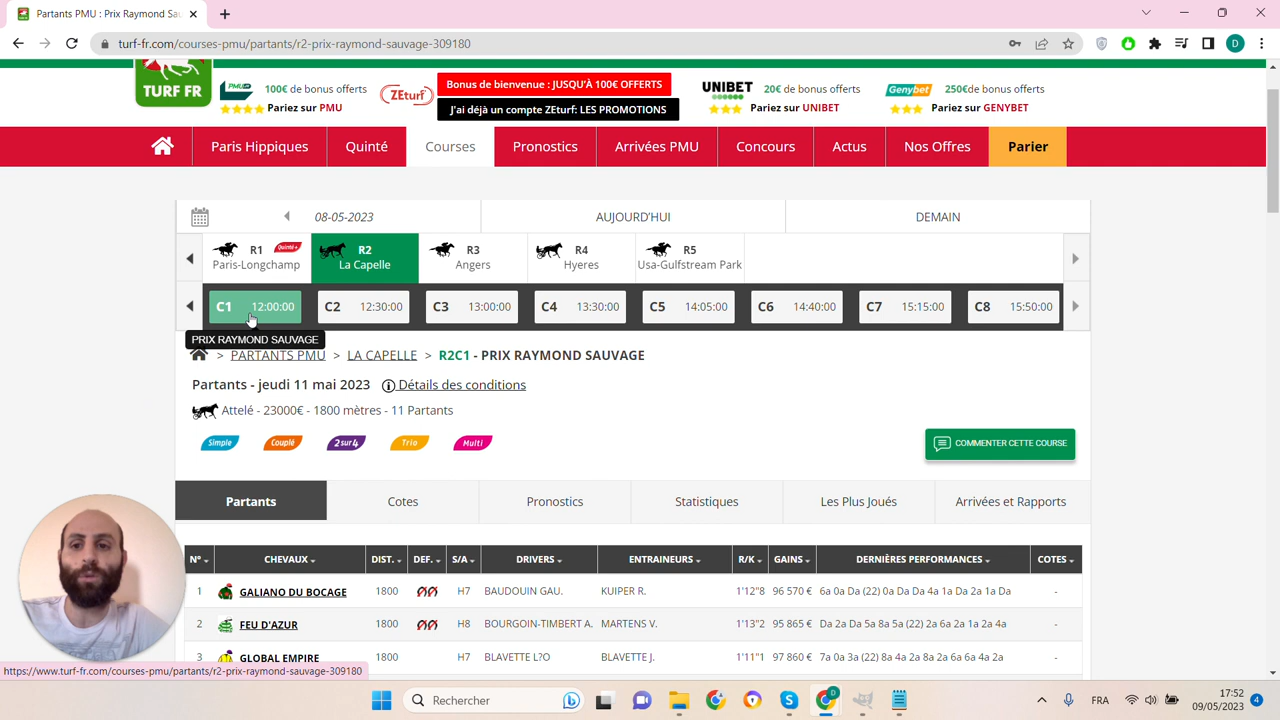 Partants PMU : Prix Raymond Sau
turf-fr.com/courses-pmu/partants/r2-prix-raymond-sauvage-309180
TURF FR
PMU 100€ de bonus offerts
Pariez sur PMU
ZEturf
Bonus de bienvenue : JUSQU'À 100€ OFFERTS
J'ai déjà un compte ZEturf: LES PROMOTIONS
UNIBET 20€ de bonus offerts
Pariez sur UNIBET
Genybet 250€de bonus offerts
Pariez sur GENYBET
Paris Hippiques Quinté Courses Pronostics Arrivées PMU Concours Actus Nos Offres Parier
08-05-2023 AUJOURD'HUI DEMAIN
R1 Quinté+ R2 R3 R4 R5
Paris-Longchamp La Capelle Angers Hyeres Usa-Gulfstream Park
C1 12:00:00 C2 12:30:00 C3 13:00:00 C4 13:30:00 C5 14:05:00 C6 14:40:00 C7 15:15:00 C8 15:50:00
PRIX RAYMOND SAUVAGE
> PARTANTS PMU > LA CAPELLE > R2C1 - PRIX RAYMOND SAUVAGE
Partants - jeudi 11 mai 2023 Détails des conditions
Attelé - 23000€ - 1800 mètres - 11 Partants
Simple Couplé 2sur4 Trio Multi
COMMENTER CETTE COURSE
Partants Cotes Pronostics Statistiques Les Plus Joués Arrivées et Rapports
N° CHEVAUX DIST. DEF. S/A DRIVERS ENTRAINEURS R/K GAINS DERNIÈRES PERFORMANCES COTES
1 GALIANO DU BOCAGE 1800 H7 BAUDOUIN GAU. KUIPER R. 1'12"8 96 570 € 6a 0a Da (22) 0a Da Da 4a 1a Da 2a 1a Da -
2 FEU D'AZUR 1800 H8 BOURGOIN-TIMBERT A. MARTENS V. 1'13"2 95 865 € Da 2a Da 5a 8a 5a (22) 2a 6a 2a 1a 2a 4a -
3 GLOBAL EMPIRE 1800 H7 BLAVETTE L?O BLAVETTE J. 1'11"1 97 860 € 7a 0a 3a (22) 8a 4a 2a 8a 2a 6a 6a 4a 2a -
https://www.turf-fr.com/courses-pmu/partants/r2-prix-raymond-sauvage-309180
Rechercher
FRA
17:52
09/05/2023
4